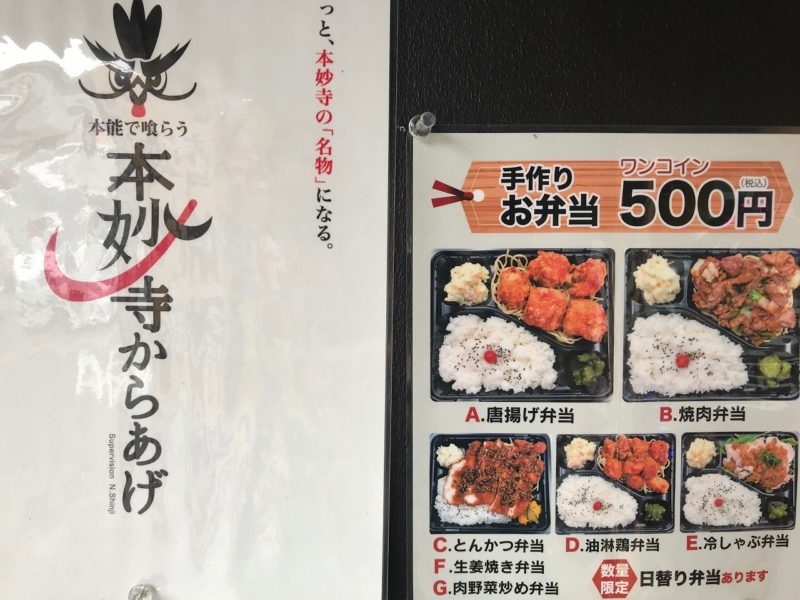 っと、本妙寺の「名物」になる。
本能で喰らう
本妙寺からあげ
Supervision N.Shinji
手作り
お弁当
ワンコイン
500円
(税込)
A.唐揚げ弁当
B.焼肉弁当
C.とんかつ弁当
D.油淋鶏弁当
E.冷しゃぶ弁当
F.生姜焼き弁当
G.肉野菜炒め弁当
数量
限定
日替り弁当あります